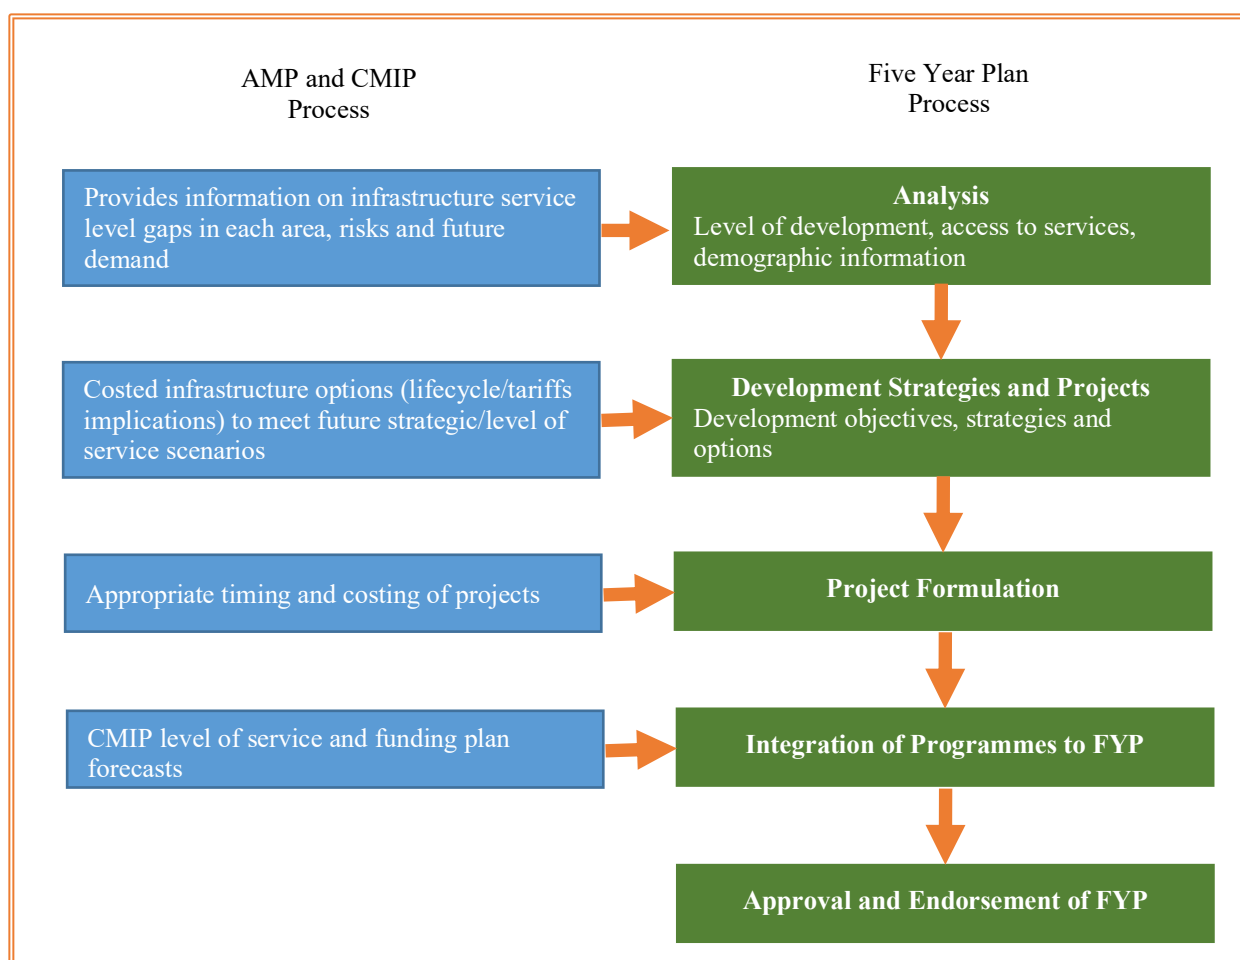 AMP and CMIP
Process
Five Year Plan
Process
Provides information on infrastructure service
level gaps in each area, risks and future
demand
Analysis
Level of development, access to services,
demographic information
Costed infrastructure options (lifecycle/tariffs
implications) to meet future strategic/level of
service scenarios
Development Strategies and Projects
Development objectives, strategies and
options
Appropriate timing and costing of projects
Project Formulation
CMIP level of service and funding plan
forecasts
Integration of Programmes to FYP
Approval and Endorsement of FYP